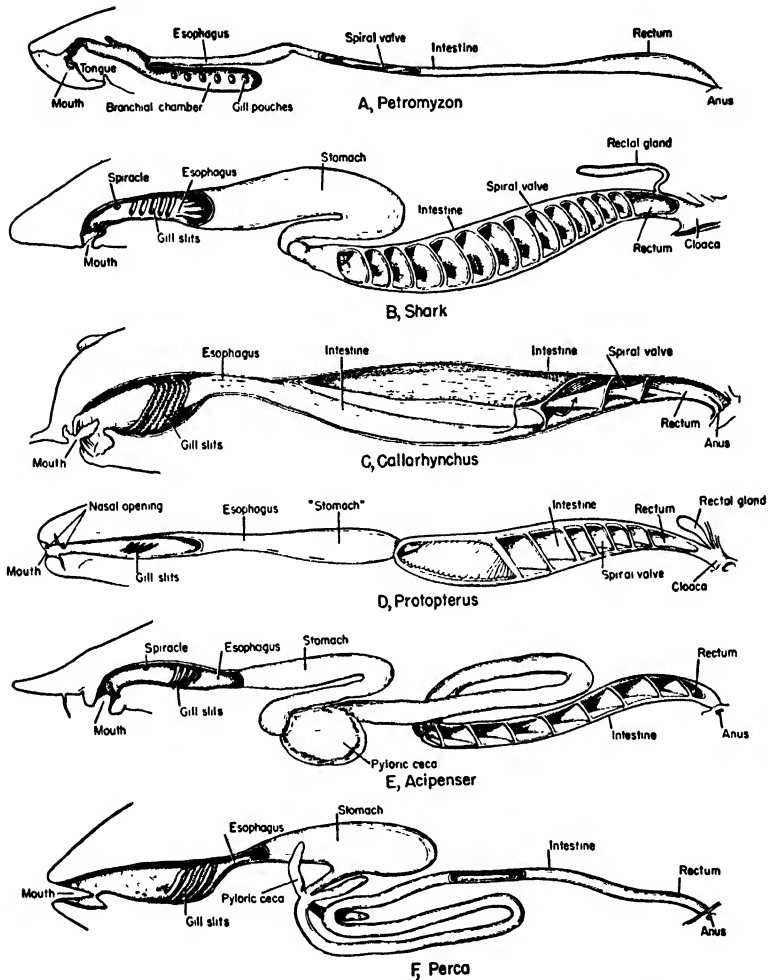 Esophagus
Spiral valve
Intestine
Rectum
Tongue
Mouth
Branchial chamber
Gill pouches
Anus
A, Petromyzon
Rectal gland
Stomach
Esophagus
Spiracle
Spiral valve
Intestine
Gill slits
Mouth
Rectum
Cloaca
B, Shark
Esophagus
Intestine
Intestine
Spiral valve
Gill slits
Rectum
Mouth
Anus
C, Callorhynchus
Nasal opening
Esophagus
"Stomach"
Intestine
Rectum
Rectal gland
Mouth
Gill slits
Spiral valve
Cloaca
D, Protopterus
Spiracle
Esophagus
Stomach
Rectum
Mouth
Gill slits
Pyloric ceca
Intestine
Anus
E, Acipenser
Stomach
Esophagus
Intestine
Rectum
Mouth
Pyloric ceca
Gill slits
Anus
F, Perca